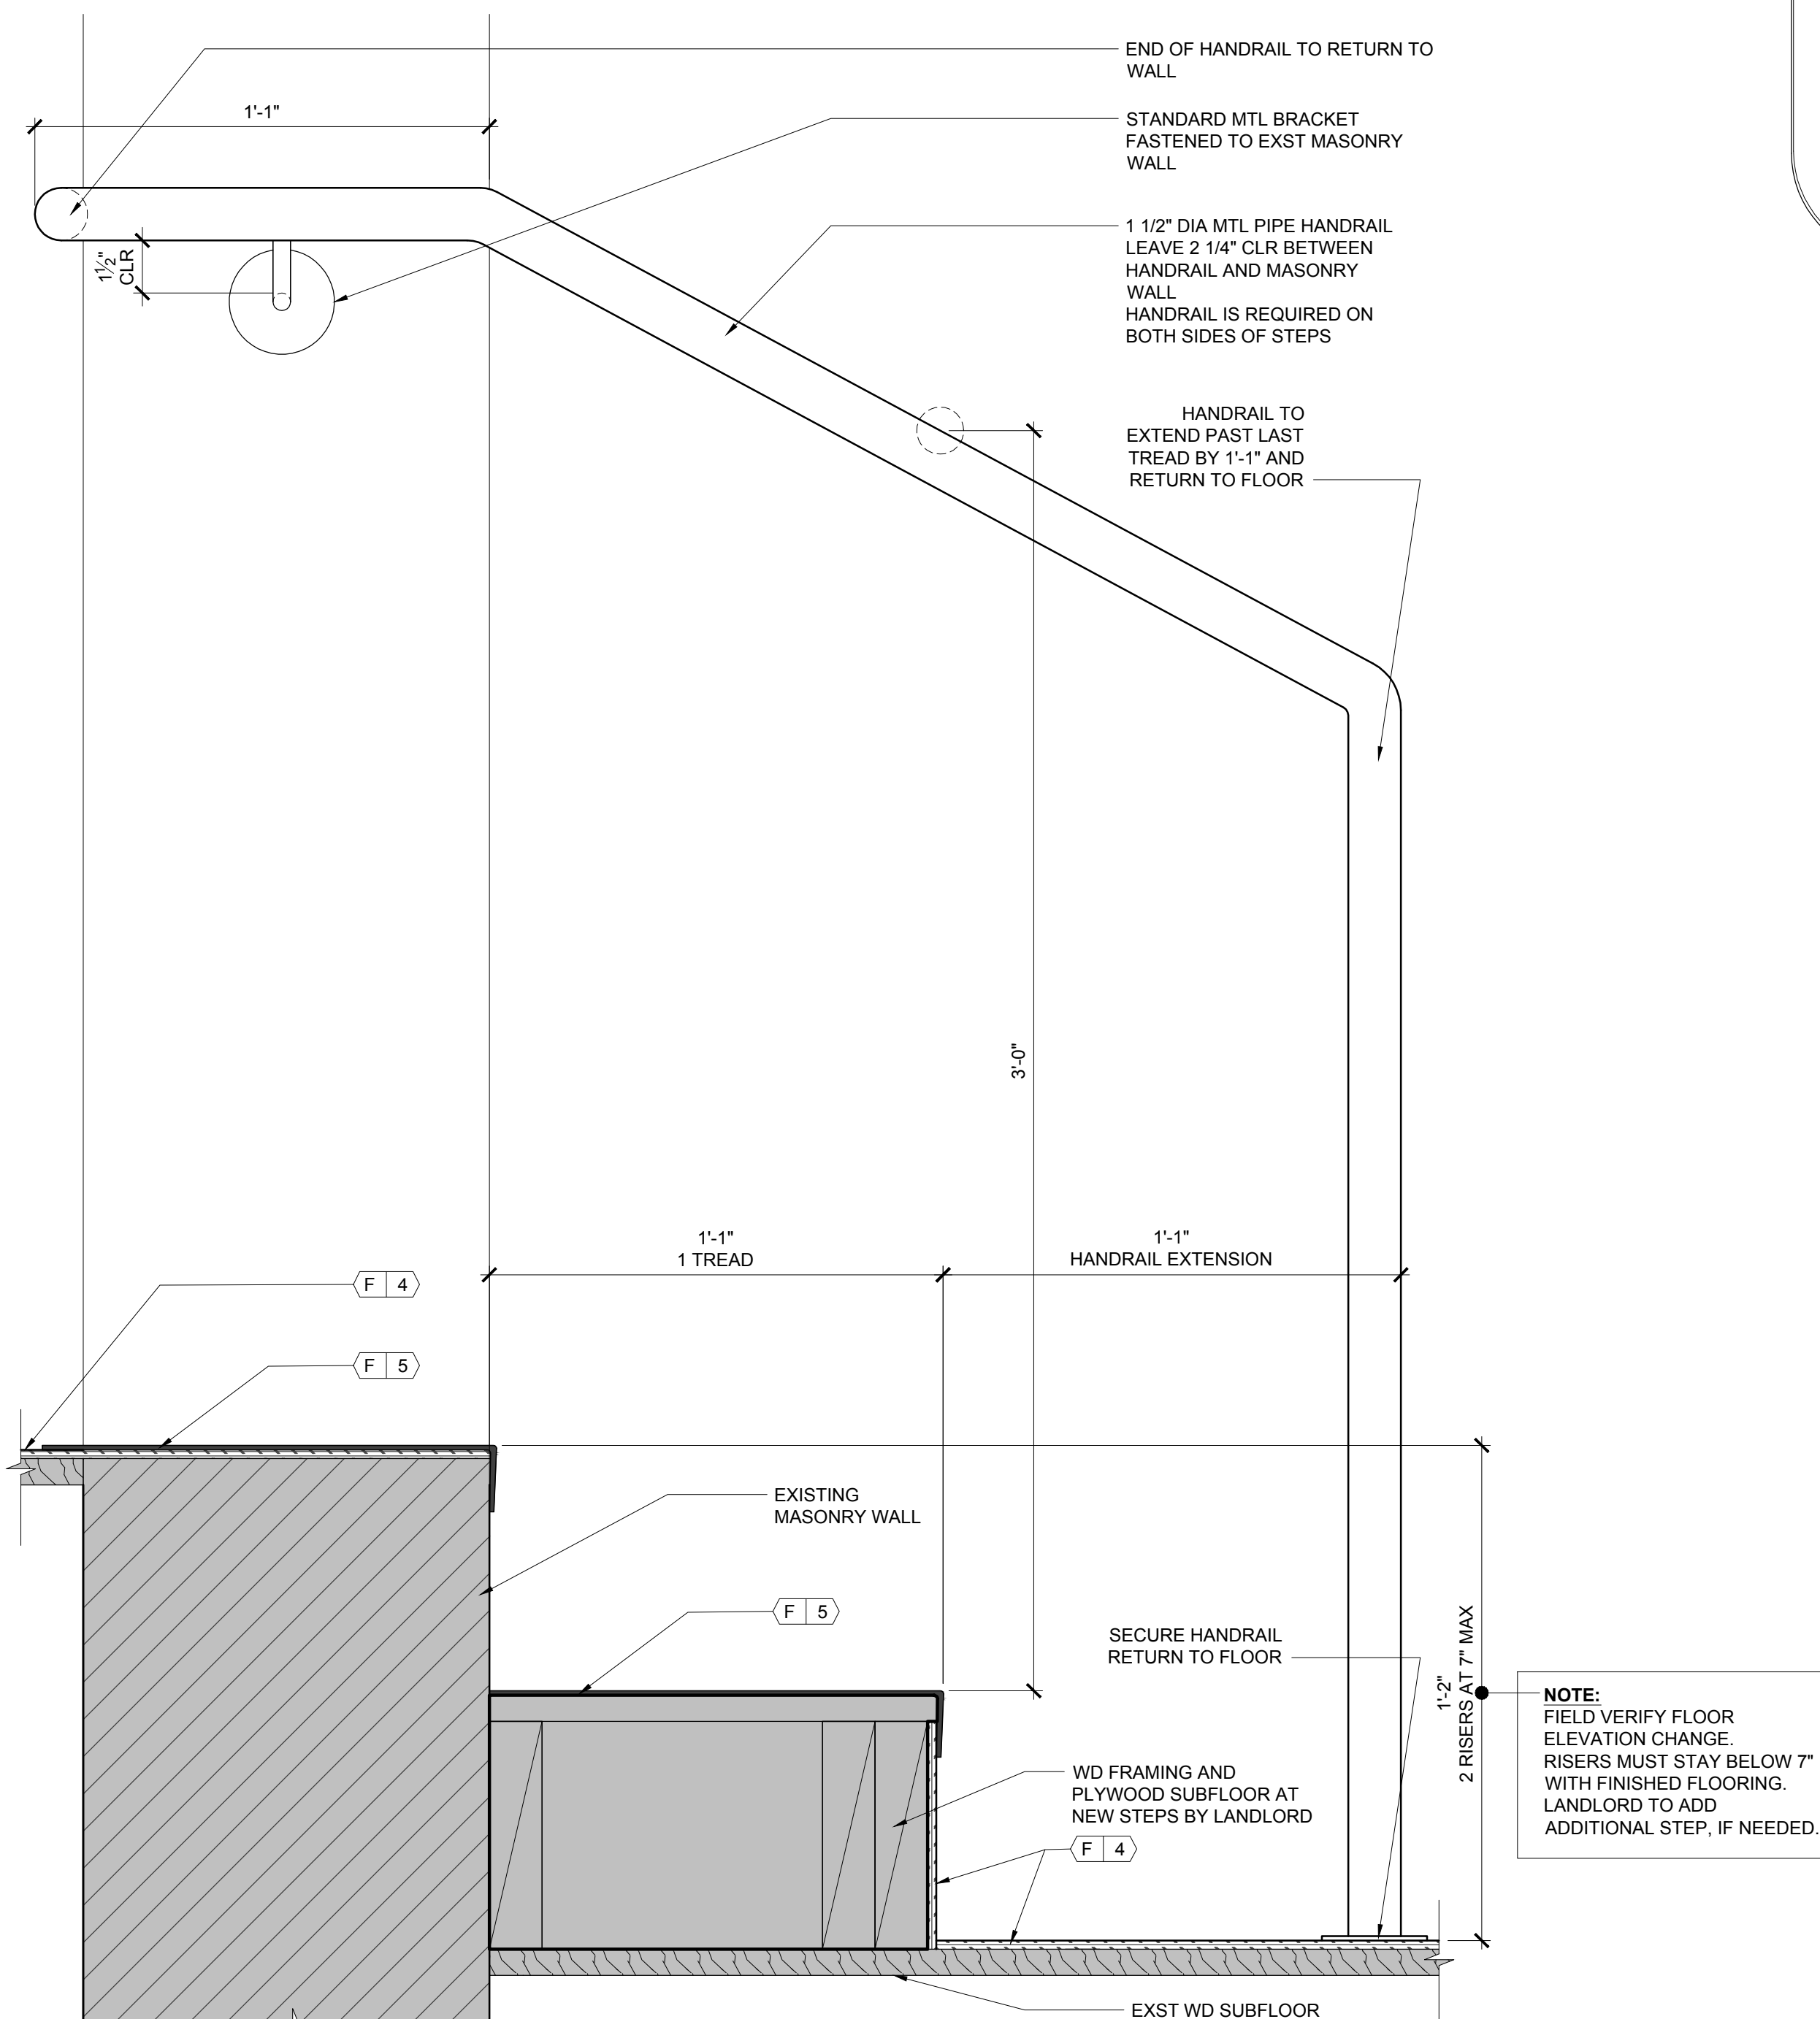 END OF HANDRAIL TO RETURN TO
WALL
1'-1"
STANDARD MTL BRACKET
FASTENED TO EXST MASONRY
WALL
1 1/2" DIA MTL PIPE HANDRAIL
LEAVE 2 1/4" CLR BETWEEN
HANDRAIL AND MASONRY
WALL
HANDRAIL IS REQUIRED ON
BOTH SIDES OF STEPS
1½"
CLR
HANDRAIL TO
EXTEND PAST LAST
TREAD BY 1'-1" AND
RETURN TO FLOOR
3'-0"
1'-1"
1 TREAD
1'-1"
HANDRAIL EXTENSION
F 4
F 5
EXISTING
MASONRY WALL
F 5
SECURE HANDRAIL
RETURN TO FLOOR
1'-2"
2 RISERS AT 7" MAX
NOTE:
FIELD VERIFY FLOOR
ELEVATION CHANGE.
RISERS MUST STAY BELOW 7"
WITH FINISHED FLOORING.
LANDLORD TO ADD
ADDITIONAL STEP, IF NEEDED.
WD FRAMING AND
PLYWOOD SUBFLOOR AT
NEW STEPS BY LANDLORD
F 4
EXST WD SUBFLOOR